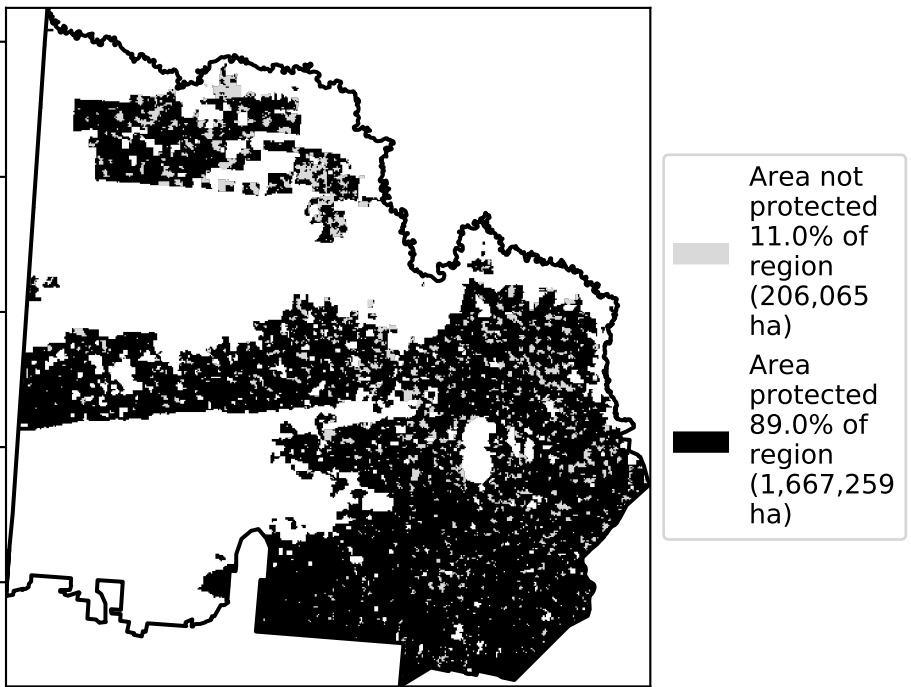 Area not
protected
11.0% of
region
(206,065
ha)
Area
protected
89.0% of
region
(1,667,259
ha)